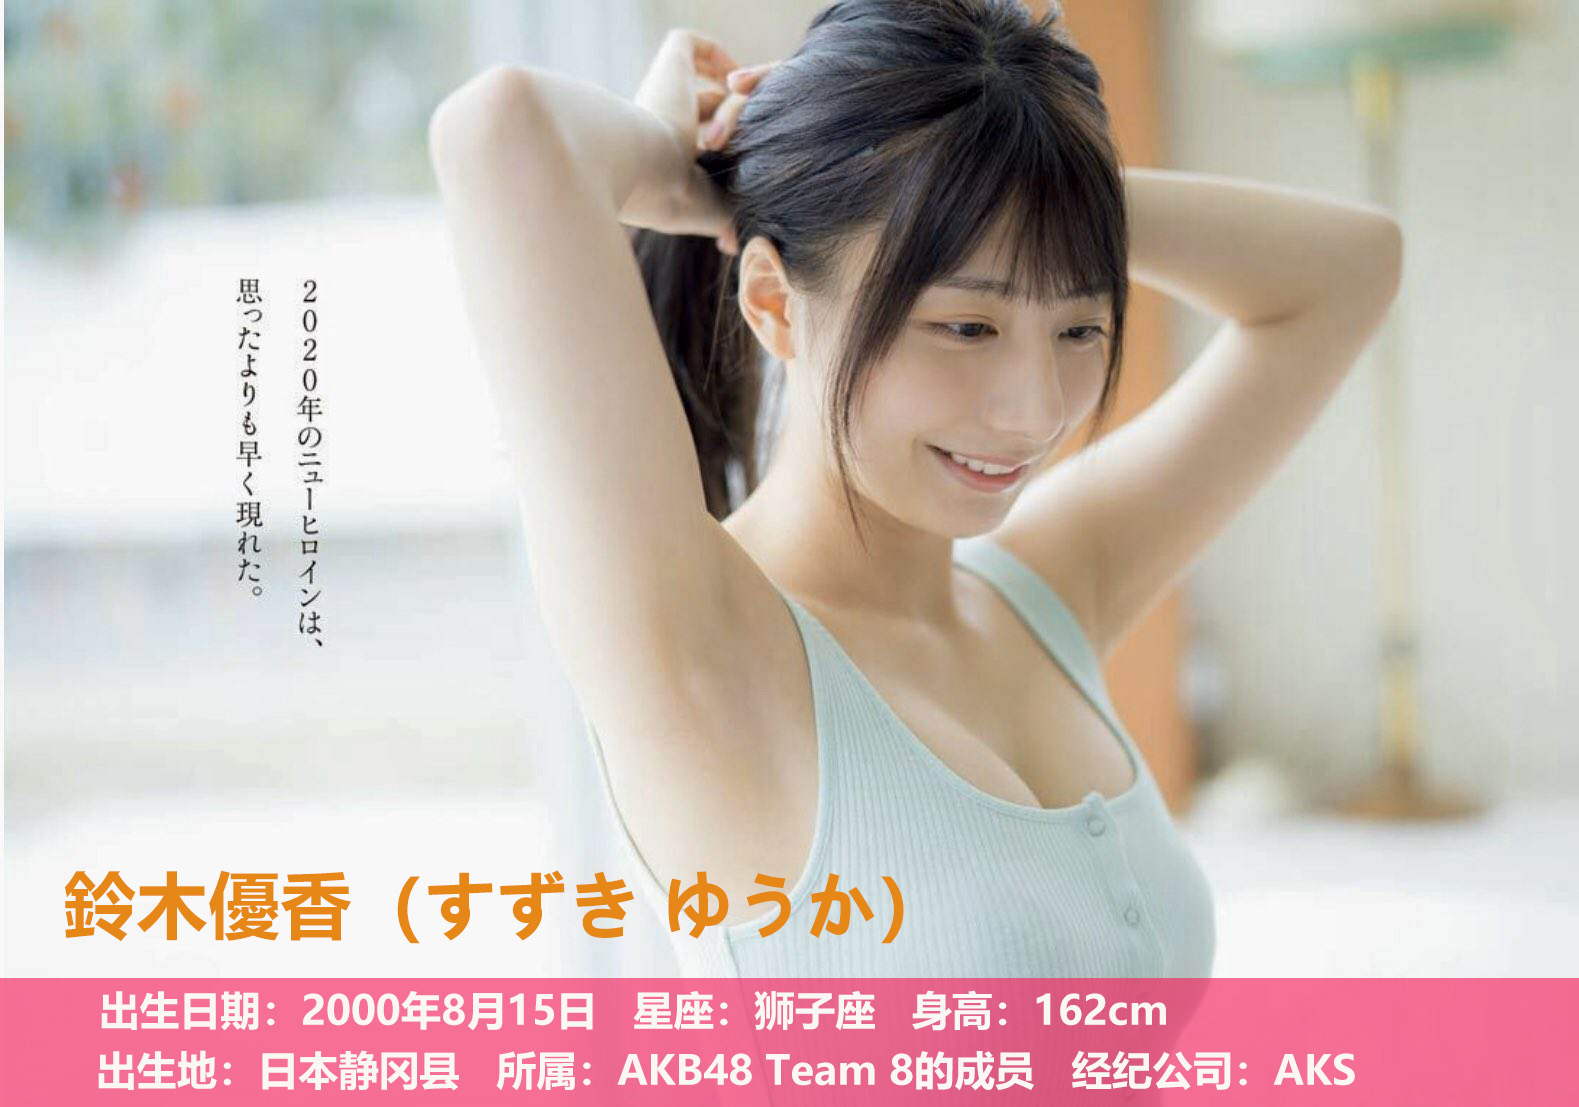 2020年のニューヒロインは、
思ったよりも早く現れた。
鈴木優香（すずき ゆうか）
出生日期：2000年8月15日 星座：狮子座 身高：162cm
出生地：日本静冈县 所属：AKB48 Team 8的成员 经纪公司：AKS